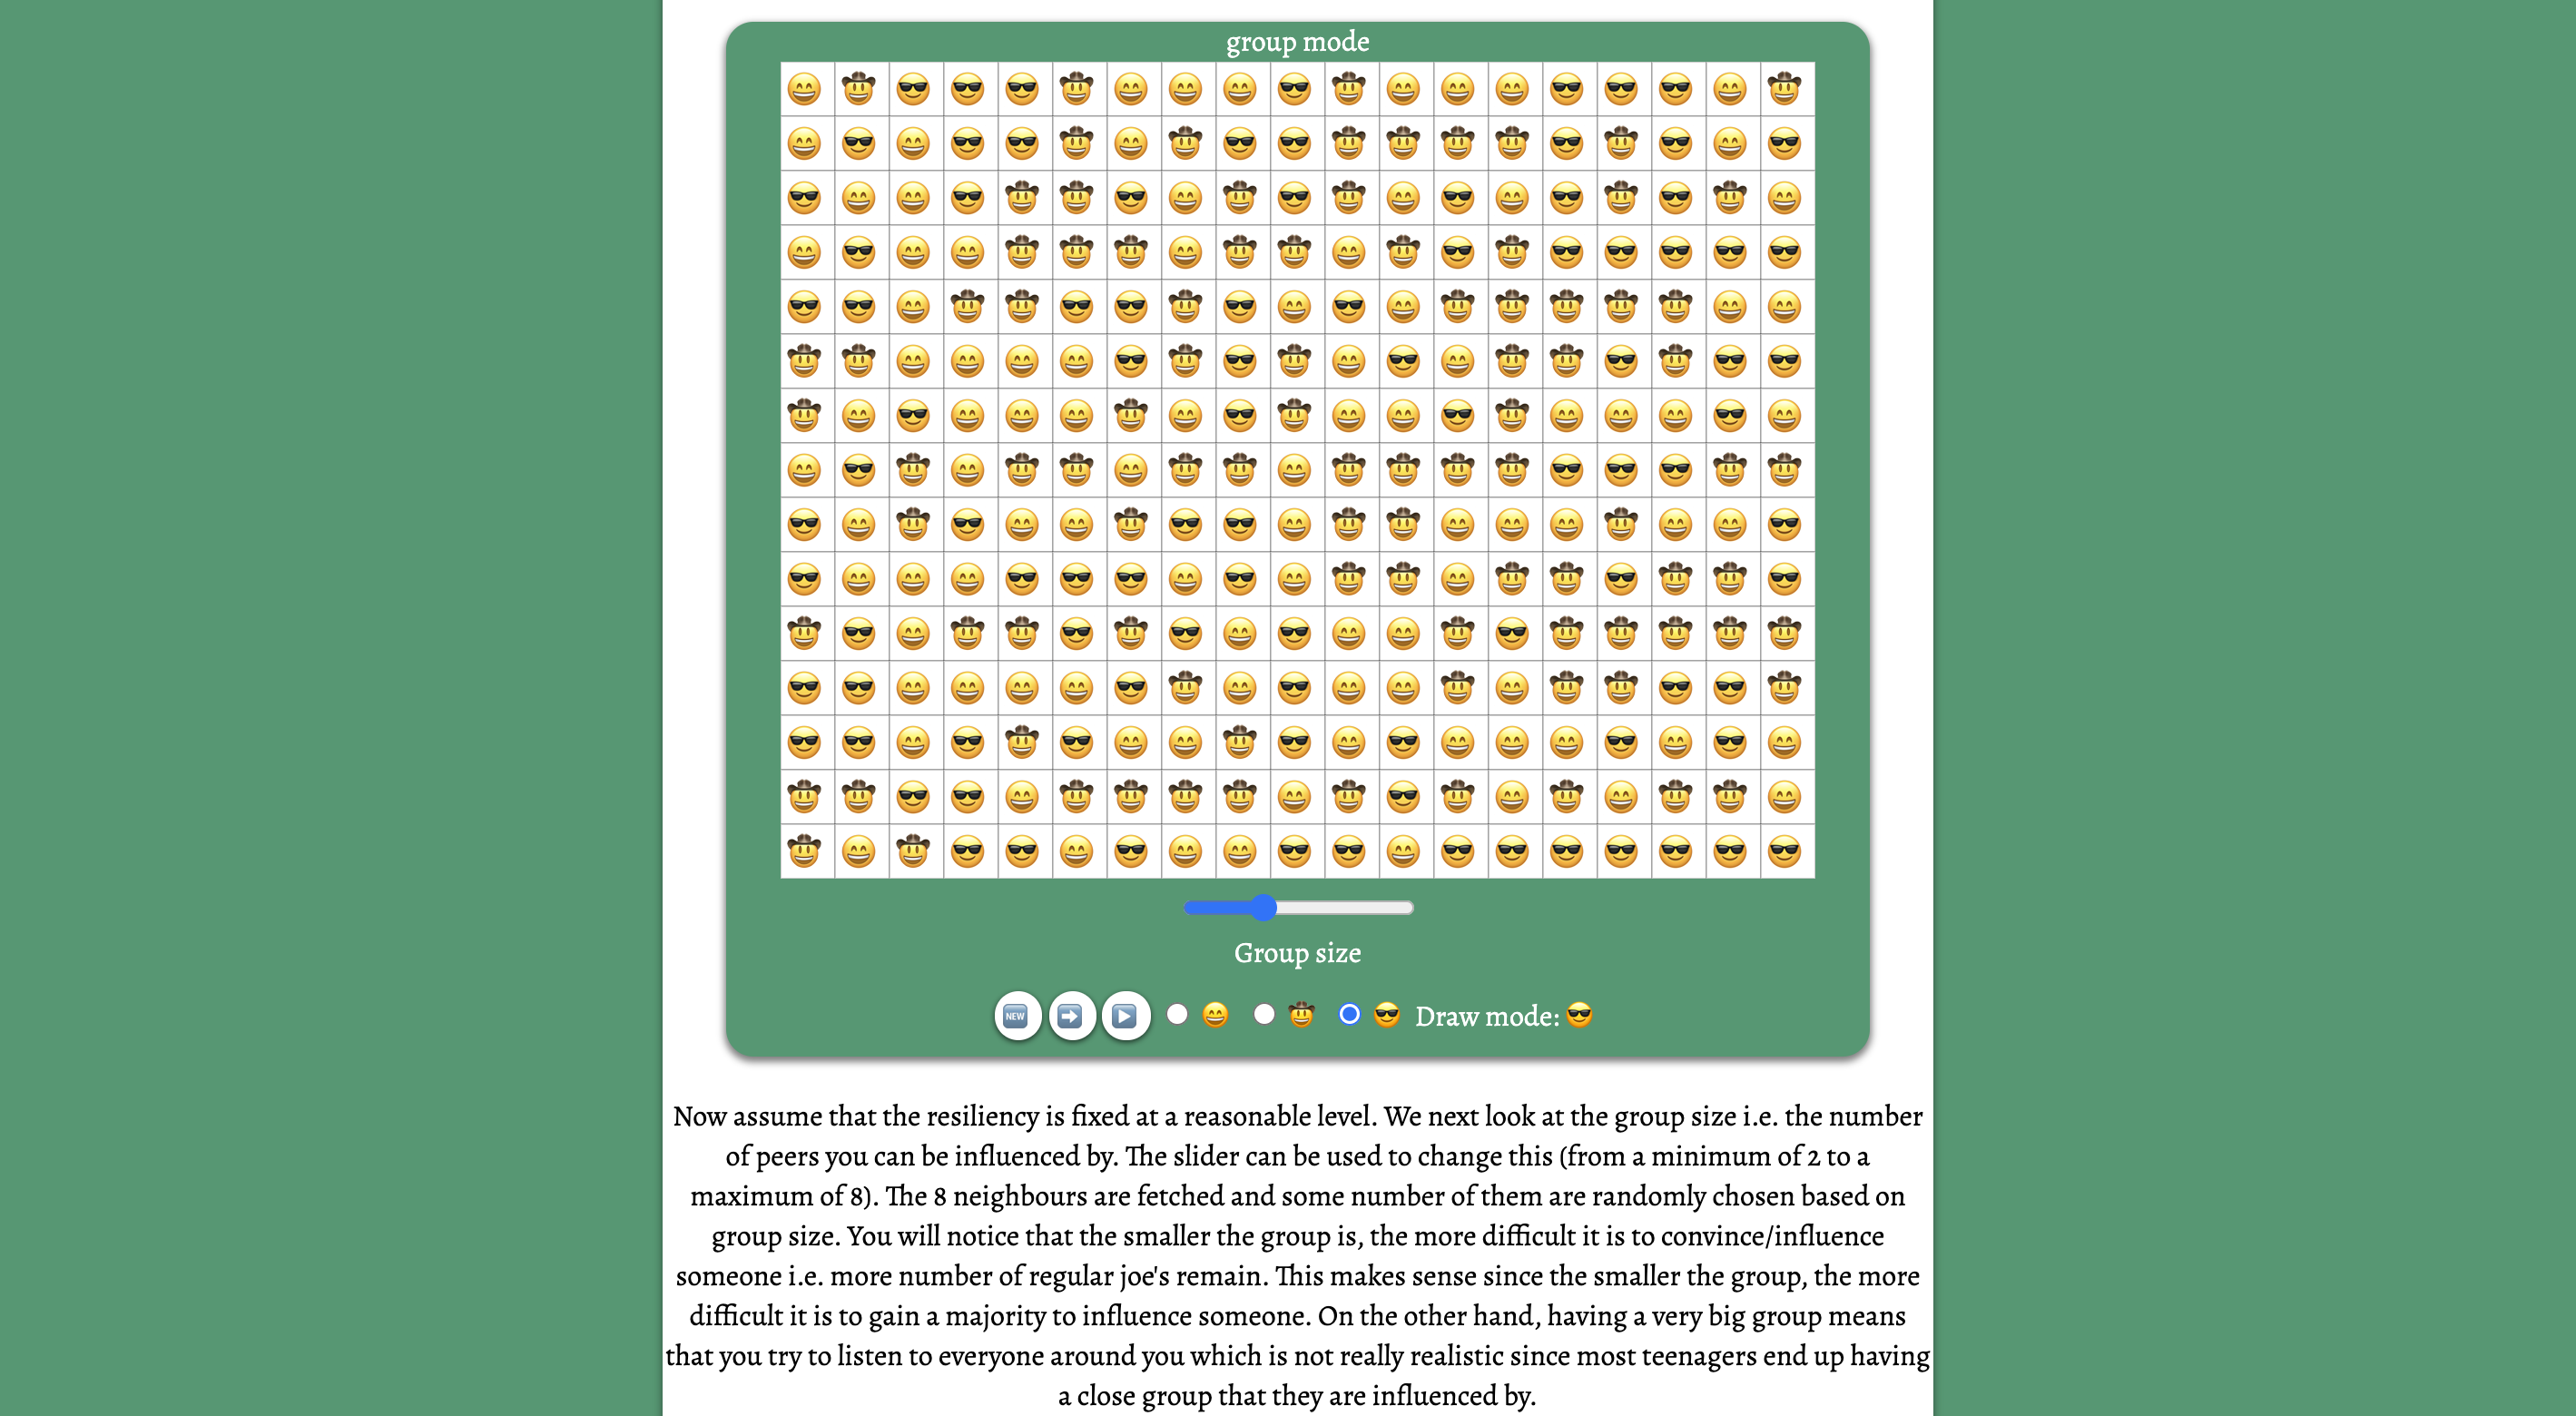 group mode
Group size
NEW Draw mode:
Now assume that the resiliency is fixed at a reasonable level. We next look at the group size i.e. the number
of peers you can be influenced by. The slider can be used to change this (from a minimum of 2 to a
maximum of 8). The 8 neighbours are fetched and some number of them are randomly chosen based on
group size. You will notice that the smaller the group is, the more difficult it is to convince/influence
someone i.e. more number of regular joe's remain. This makes sense since the smaller the group, the more
difficult it is to gain a majority to influence someone. On the other hand, having a very big group means
that you try to listen to everyone around you which is not really realistic since most teenagers end up having
a close group that they are influenced by.